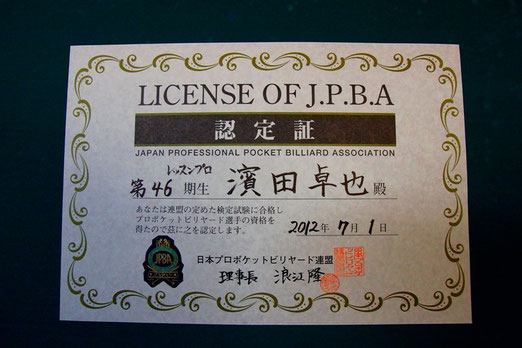 LICENSE OF J.P.B.A
認定証
JAPAN PROFESSIONAL POCKET BILLIARD ASSOCIATION
レッスンプロ
第46期生 濱田卓也殿
あなたは連盟の定めた検定試験に合格し
プロポケットビリヤード選手の資格を
得たので茲に之を認定します。
2012年7月1日
JPBA
日本プロポケットビリヤード連盟
理事長 浪江隆